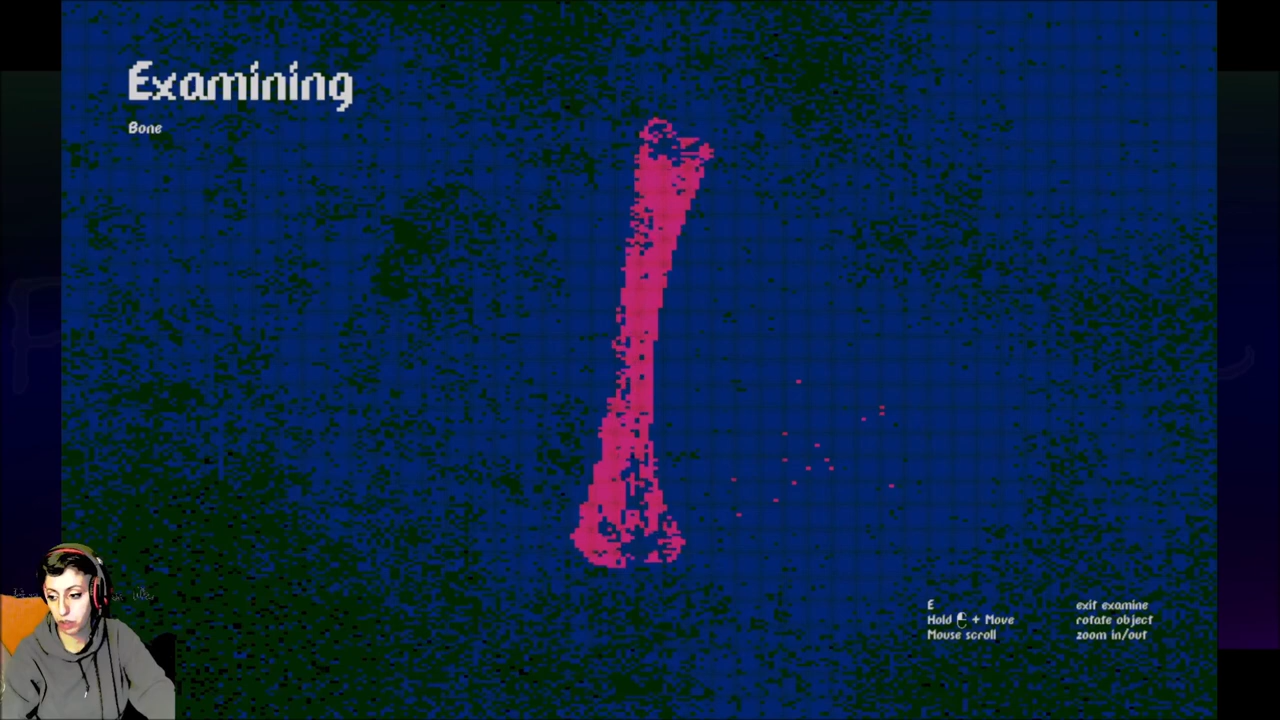 Examining
Bone
E exit examine
Hold + Move rotate object
Mouse scroll zoom in/out